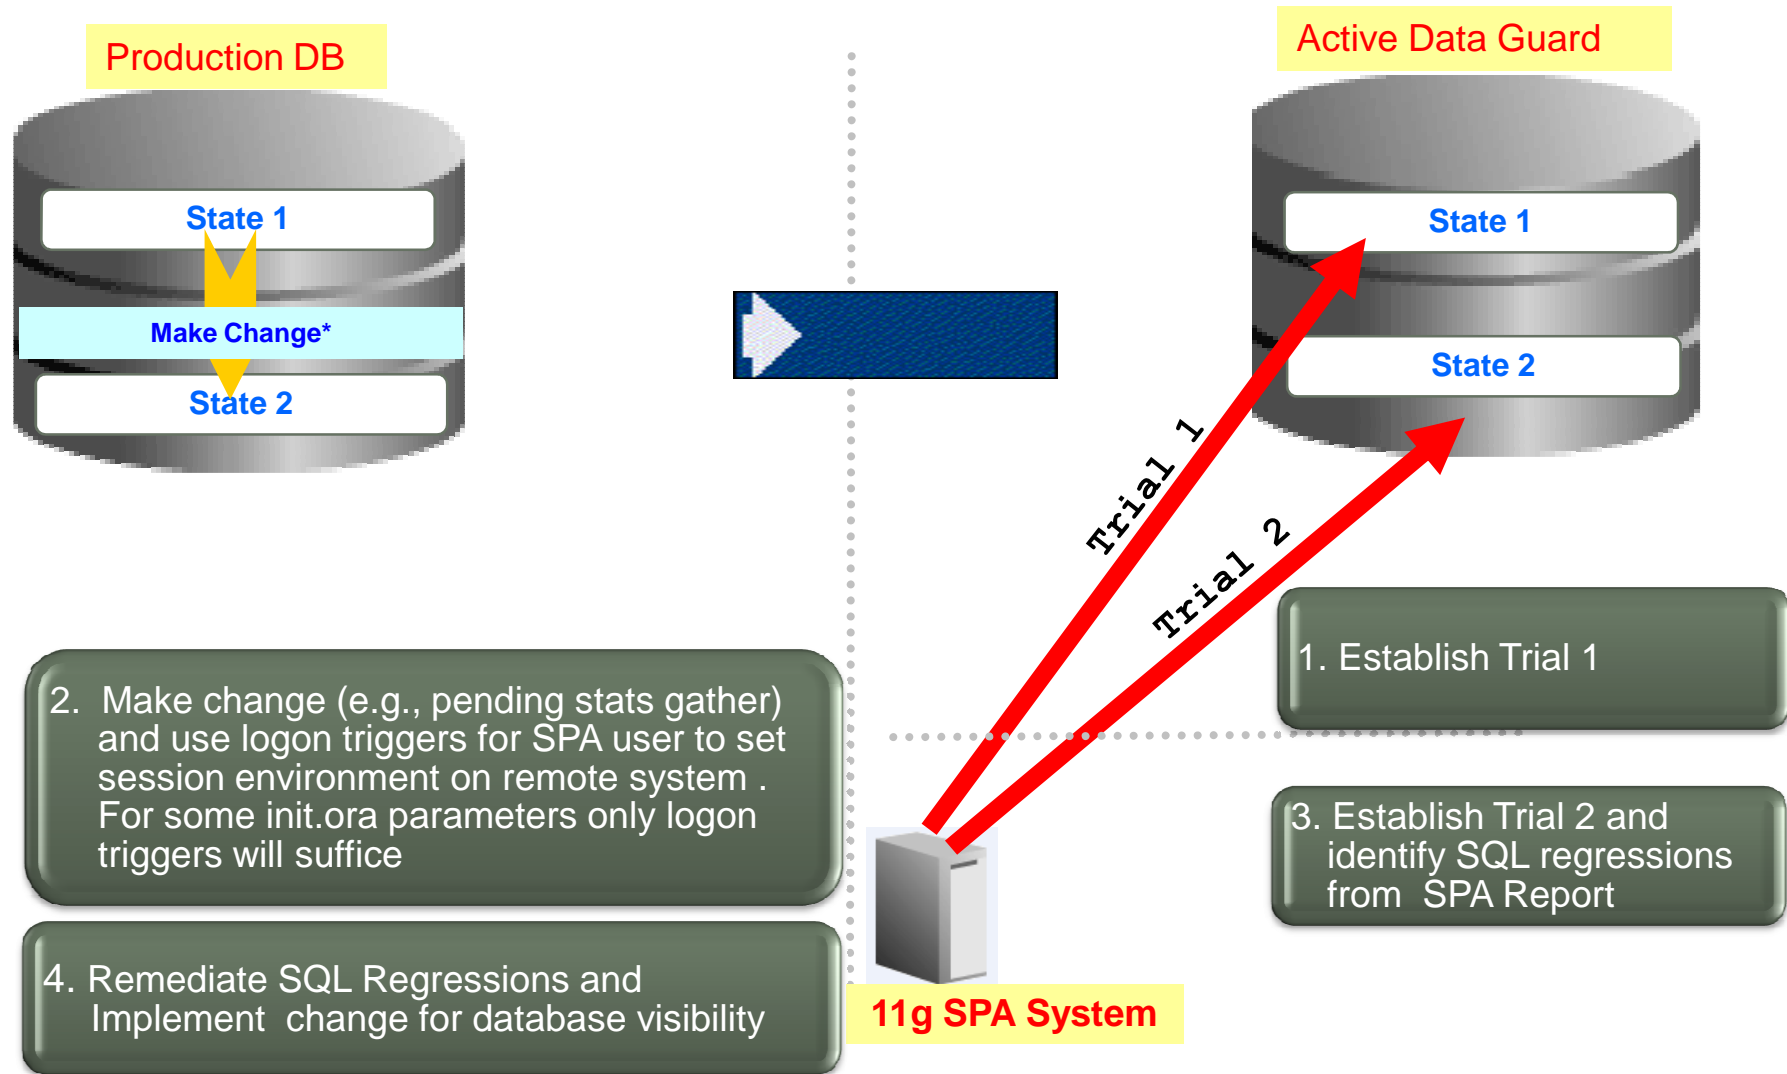 Production DB
Active Data Guard
State 1
Make Change*
State 2
State 1
State 2
Trial 1
Trial 2
1. Establish Trial 1
2. Make change (e.g., pending stats gather)
and use logon triggers for SPA user to set
session environment on remote system .
For some init.ora parameters only logon
triggers will suffice
3. Establish Trial 2 and
identify SQL regressions
from SPA Report
4. Remediate SQL Regressions and
Implement change for database visibility
11g SPA System